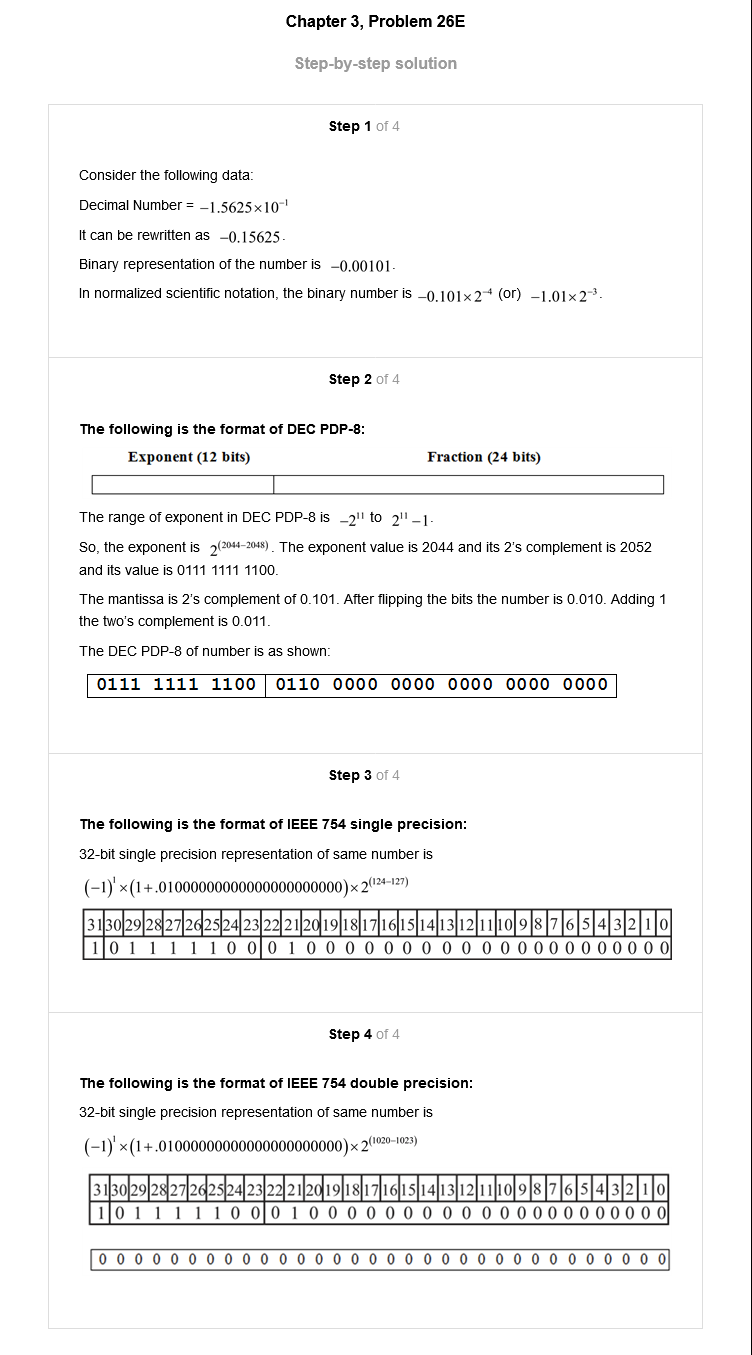 Chapter 3, Problem 26E
Step-by-step solution
Step 1 of 4
Consider the following data:
Decimal Number = −1.5625×10⁻¹
It can be rewritten as −0.15625.
Binary representation of the number is −0.00101.
In normalized scientific notation, the binary number is −0.101×2⁻⁴ (or) −1.01×2⁻³.
Step 2 of 4
The following is the format of DEC PDP-8:
Exponent (12 bits) Fraction (24 bits)
The range of exponent in DEC PDP-8 is −2¹¹ to 2¹¹−1.
So, the exponent is 2⁽²⁰⁴⁴⁻²⁰⁴⁸⁾. The exponent value is 2044 and its 2's complement is 2052
and its value is 0111 1111 1100.
The mantissa is 2's complement of 0.101. After flipping the bits the number is 0.010. Adding 1
the two's complement is 0.011.
The DEC PDP-8 of number is as shown:
0111 1111 1100 0110 0000 0000 0000 0000 0000
Step 3 of 4
The following is the format of IEEE 754 single precision:
32-bit single precision representation of same number is
(−1)¹×(1+.01000000000000000000000)×2⁽¹²⁴⁻¹²⁷⁾
31 30 29 28 27 26 25 24 23 22 21 20 19 18 17 16 15 14 13 12 11 10 9 8 7 6 5 4 3 2 1 0
1 0 1 1 1 1 1 0 0 0 1 0 0 0 0 0 0 0 0 0 0 0 0 0 0 0 0 0 0 0 0 0
Step 4 of 4
The following is the format of IEEE 754 double precision:
32-bit single precision representation of same number is
(−1)¹×(1+.01000000000000000000000)×2⁽¹⁰²⁰⁻¹⁰²³⁾
31 30 29 28 27 26 25 24 23 22 21 20 19 18 17 16 15 14 13 12 11 10 9 8 7 6 5 4 3 2 1 0
1 0 1 1 1 1 1 0 0 0 1 0 0 0 0 0 0 0 0 0 0 0 0 0 0 0 0 0 0 0 0 0
0 0 0 0 0 0 0 0 0 0 0 0 0 0 0 0 0 0 0 0 0 0 0 0 0 0 0 0 0 0 0 0